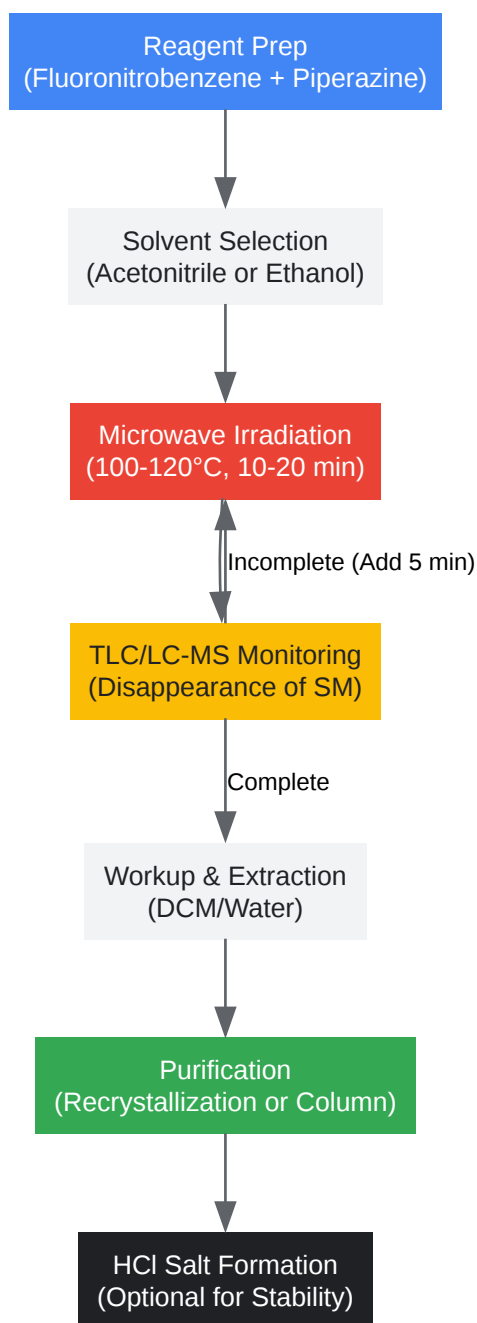 Reagent Prep
(Fluoronitrobenzene + Piperazine)
Solvent Selection
(Acetonitrile or Ethanol)
Microwave Irradiation
(100-120°C, 10-20 min)
Incomplete (Add 5 min)
TLC/LC-MS Monitoring
(Disappearance of SM)
Complete
Workup & Extraction
(DCM/Water)
Purification
(Recrystallization or Column)
HCl Salt Formation
(Optional for Stability)